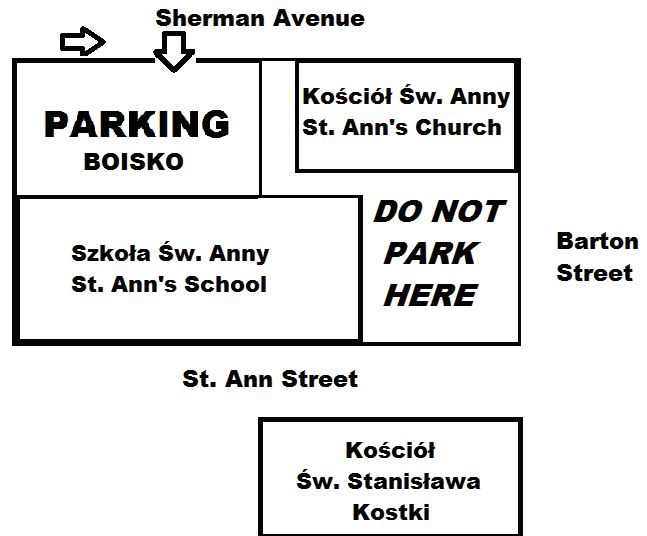 Sherman Avenue
PARKING
BOISKO
Kościół Św. Anny
St. Ann's Church
DO NOT
PARK
HERE
Szkoła Św. Anny
St. Ann's School
Barton
Street
St. Ann Street
Kościół
Św. Stanisława
Kostki